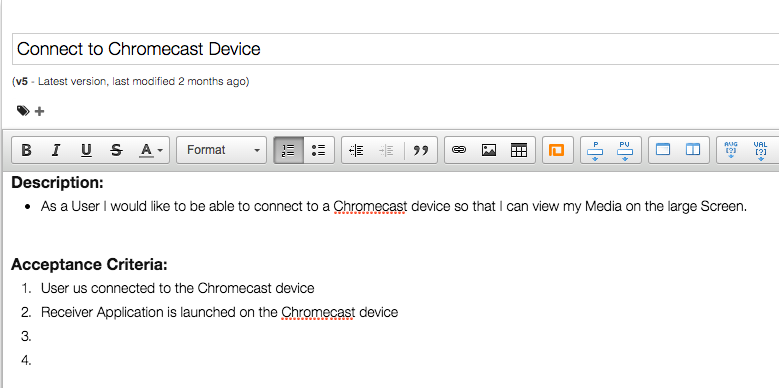 Connect to Chromecast Device
(v5 - Latest version, last modified 2 months ago)
B I U S A Format P PV AVG [?] VAL [?]
Description:
• As a User I would like to be able to connect to a Chromecast device so that I can view my Media on the large Screen.
Acceptance Criteria:
1. User us connected to the Chromecast device
2. Receiver Application is launched on the Chromecast device
3.
4.